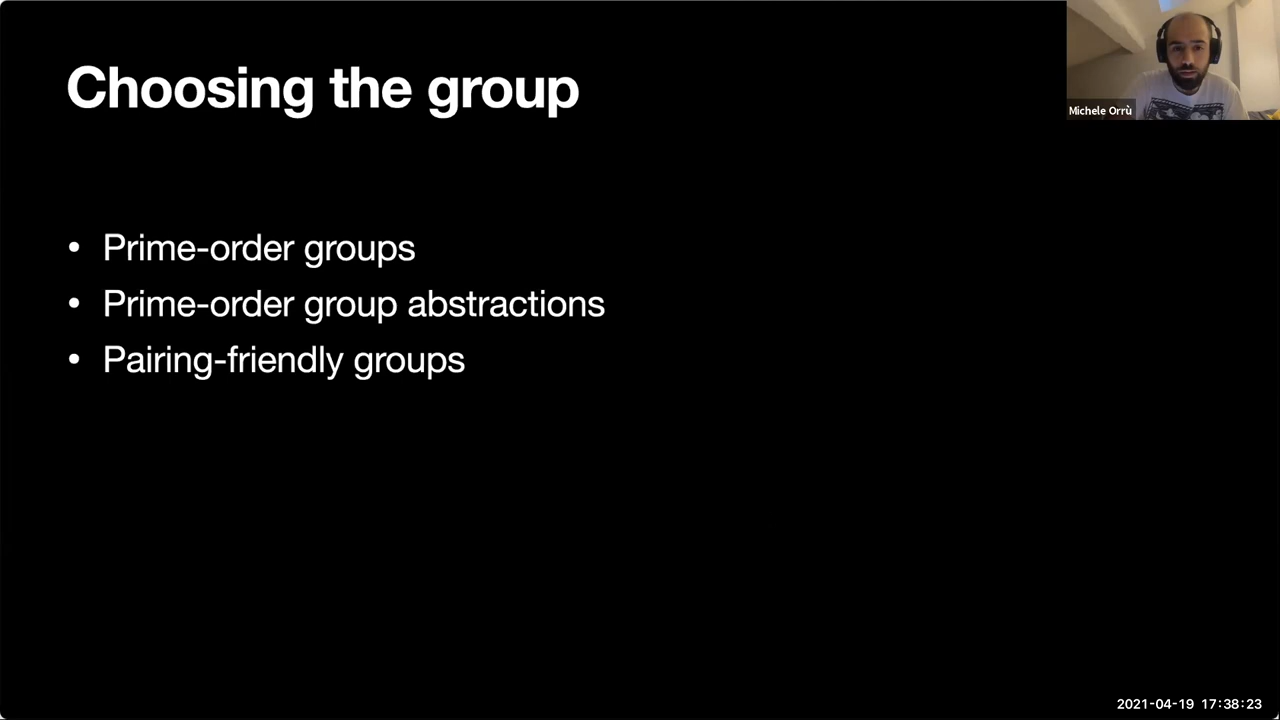 Choosing the group
Michele Orrù
• Prime-order groups
• Prime-order group abstractions
• Pairing-friendly groups
2021-04-19 17:38:23